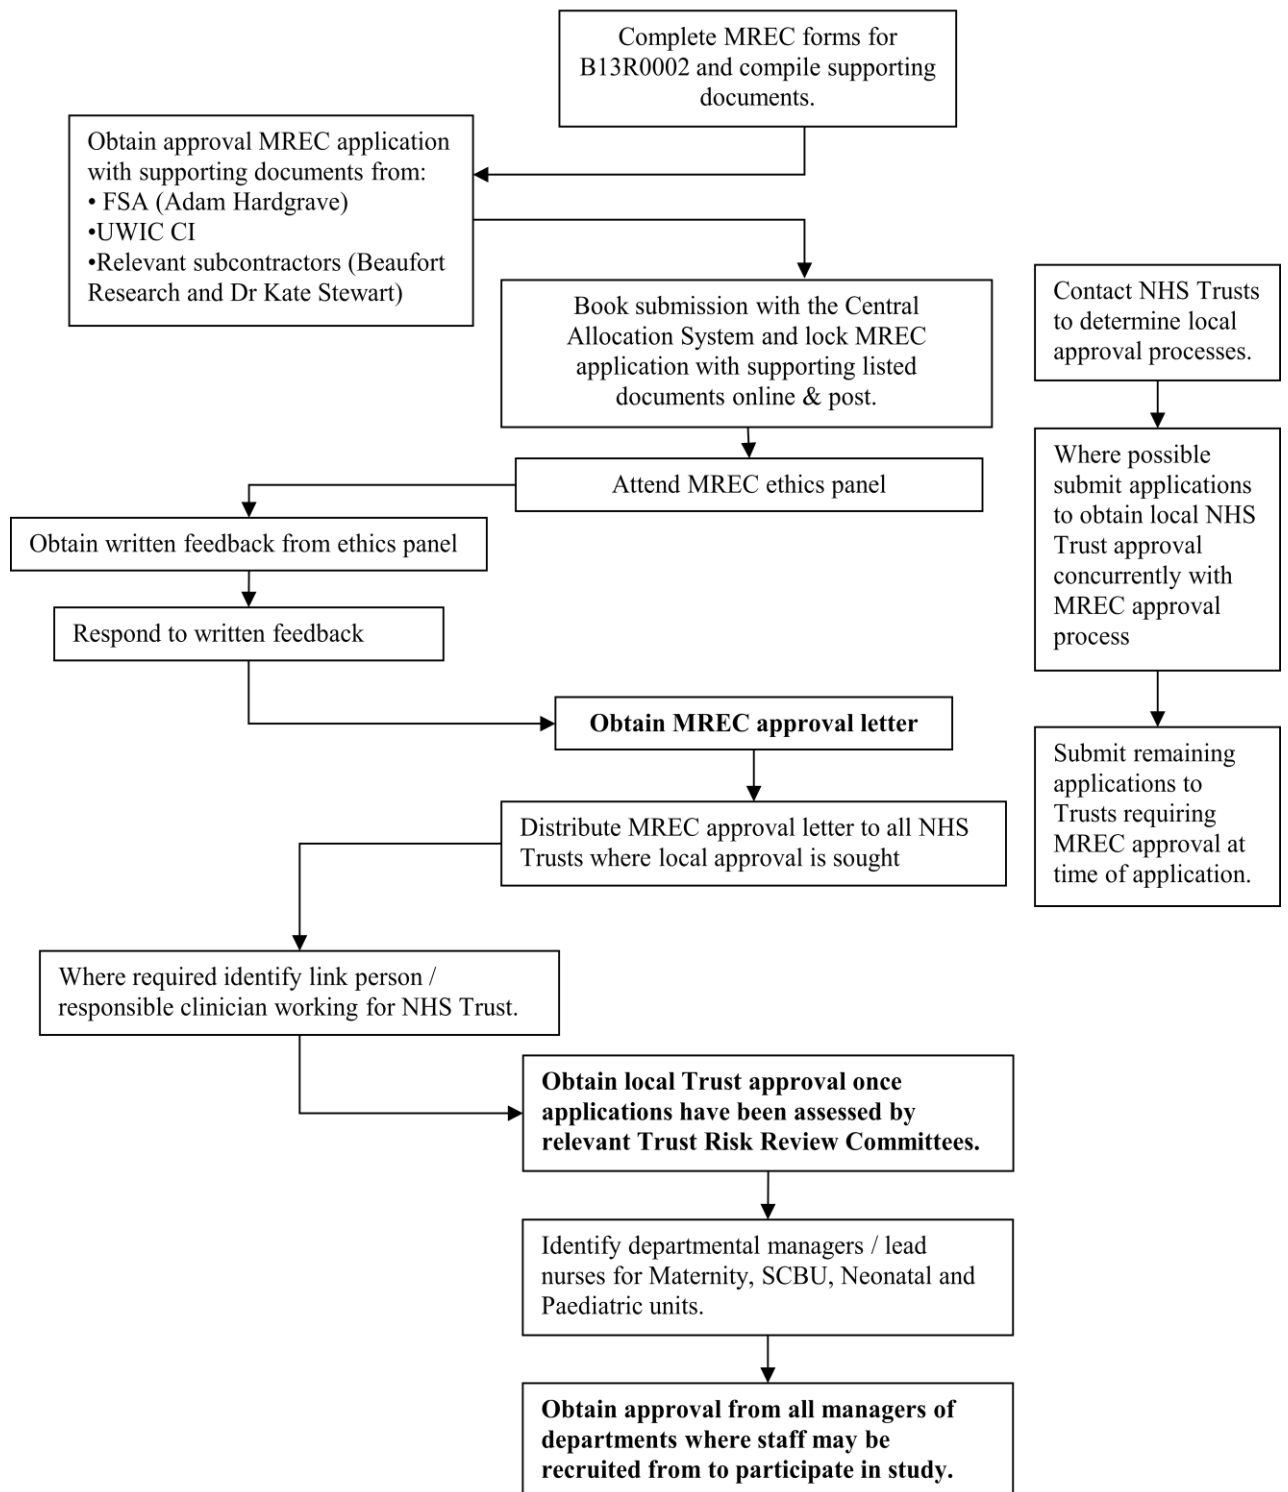 Complete MREC forms for
B13R0002 and compile supporting
documents.
Obtain approval MREC application
with supporting documents from:
• FSA (Adam Hardgrave)
•UWIC CI
•Relevant subcontractors (Beaufort
Research and Dr Kate Stewart)
Book submission with the Central
Allocation System and lock MREC
application with supporting listed
documents online & post.
Attend MREC ethics panel
Obtain written feedback from ethics panel
Respond to written feedback
Obtain MREC approval letter
Distribute MREC approval letter to all NHS
Trusts where local approval is sought
Where required identify link person /
responsible clinician working for NHS Trust.
Obtain local Trust approval once
applications have been assessed by
relevant Trust Risk Review Committees.
Identify departmental managers / lead
nurses for Maternity, SCBU, Neonatal and
Paediatric units.
Obtain approval from all managers of
departments where staff may be
recruited from to participate in study.
Contact NHS Trusts
to determine local
approval processes.
Where possible
submit applications
to obtain local NHS
Trust approval
concurrently with
MREC approval
process
Submit remaining
applications to
Trusts requiring
MREC approval at
time of application.